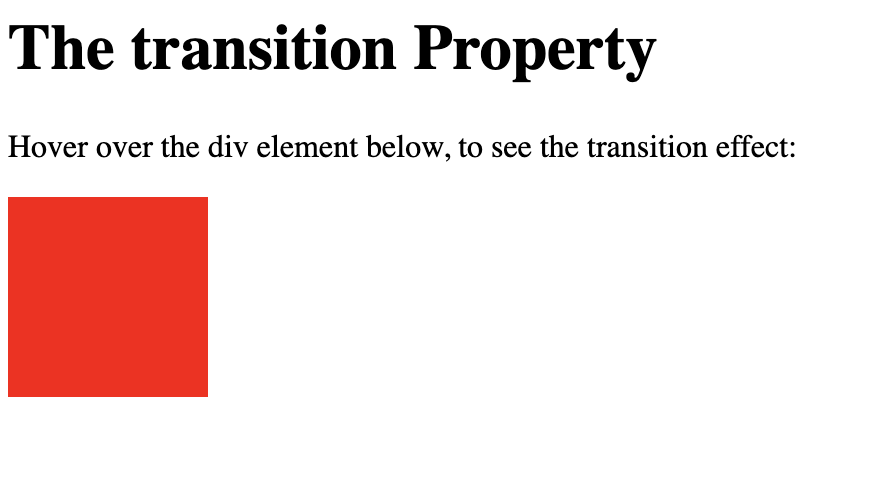 The transition Property
Hover over the div element below, to see the transition effect: